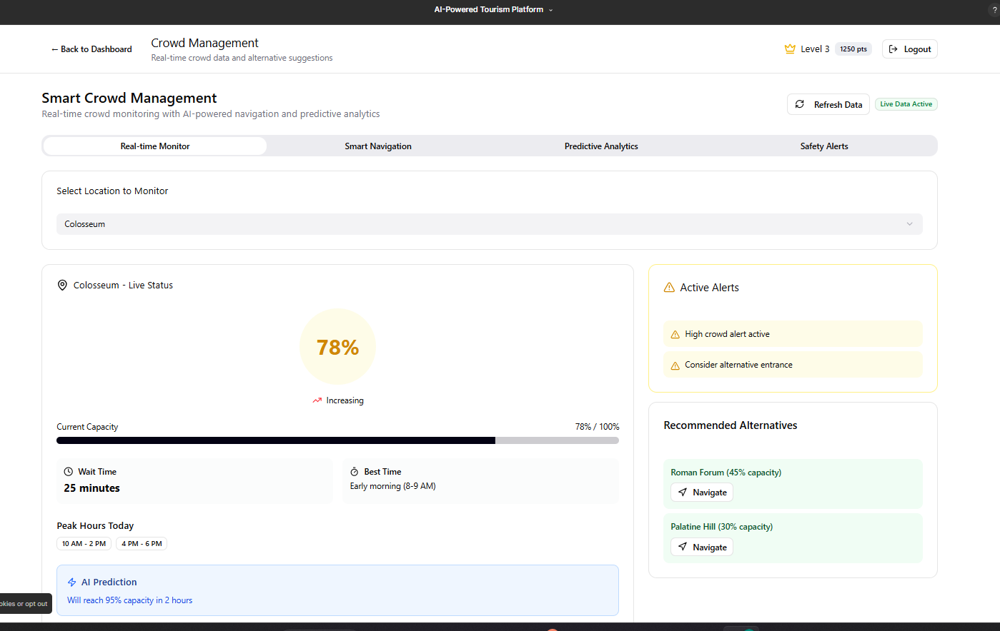 AI-Powered Tourism Platform
?
← Back to Dashboard
Crowd Management
Real-time crowd data and alternative suggestions
Level 3
1250 pts
Logout
Smart Crowd Management
Real-time crowd monitoring with AI-powered navigation and predictive analytics
Refresh Data
Live Data Active
Real-time Monitor
Smart Navigation
Predictive Analytics
Safety Alerts
Select Location to Monitor
Colosseum
Colosseum - Live Status
78%
Increasing
Current Capacity
78% / 100%
Wait Time
25 minutes
Best Time
Early morning (8-9 AM)
Peak Hours Today
10 AM - 2 PM
4 PM - 6 PM
AI Prediction
Will reach 95% capacity in 2 hours
Active Alerts
High crowd alert active
Consider alternative entrance
Recommended Alternatives
Roman Forum (45% capacity)
Navigate
Palatine Hill (30% capacity)
Navigate
okies or opt out